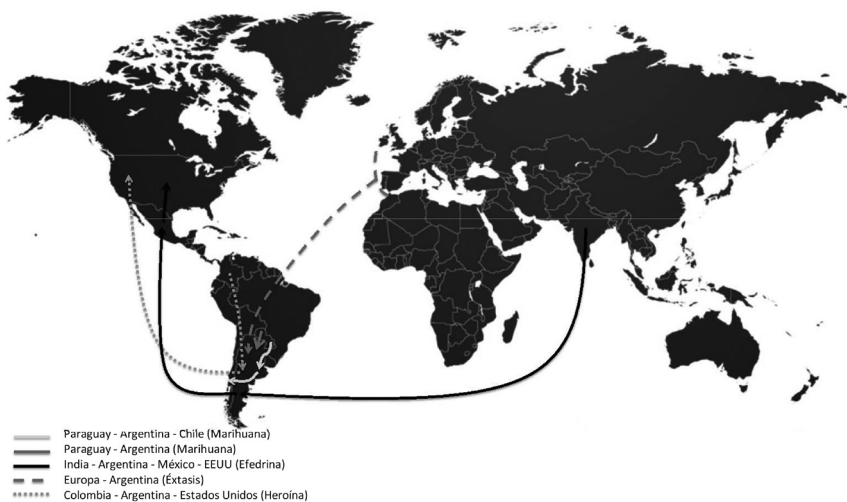 Paraguay - Argentina - Chile (Marihuana)
Paraguay - Argentina (Marihuana)
India - Argentina - México - EEUU (Efedrina)
Europa - Argentina (Éxtasis)
Colombia - Argentina - Estados Unidos (Heroína)